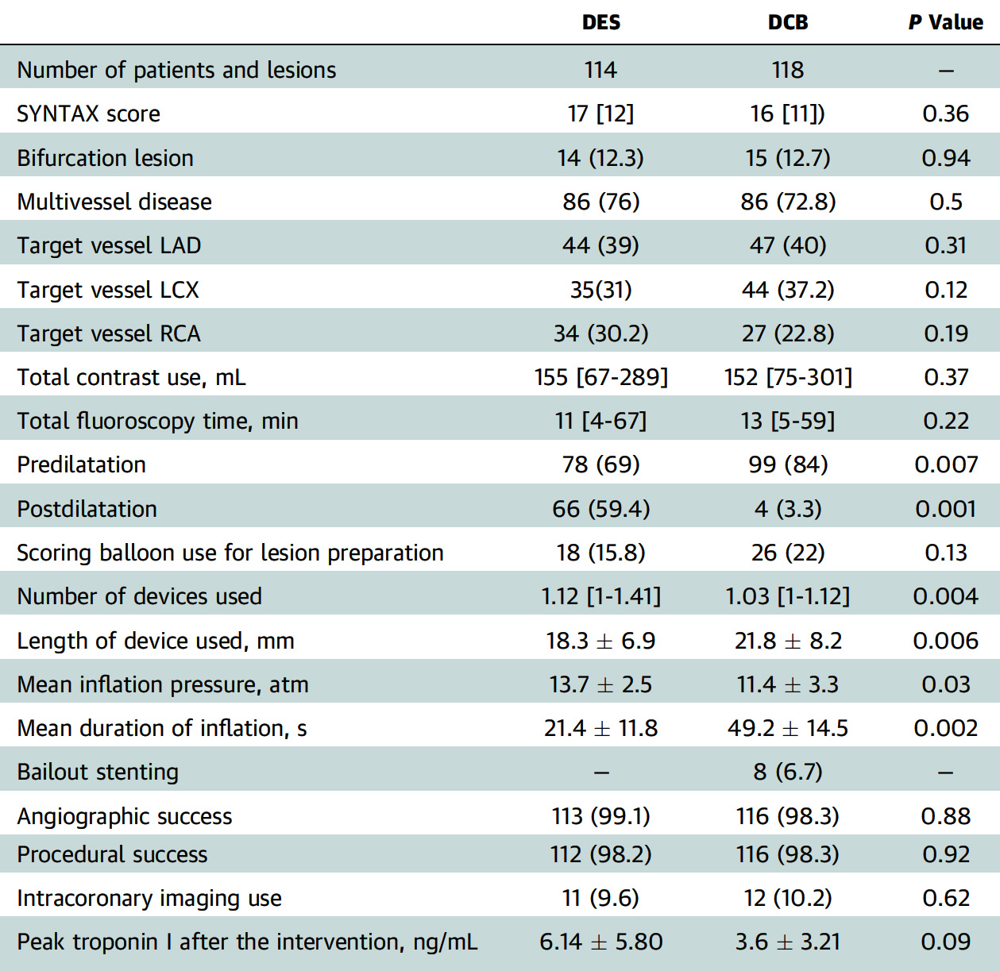 DES DCB P Value
Number of patients and lesions 114 118 –
SYNTAX score 17 [12] 16 [11]) 0.36
Bifurcation lesion 14 (12.3) 15 (12.7) 0.94
Multivessel disease 86 (76) 86 (72.8) 0.5
Target vessel LAD 44 (39) 47 (40) 0.31
Target vessel LCX 35(31) 44 (37.2) 0.12
Target vessel RCA 34 (30.2) 27 (22.8) 0.19
Total contrast use, mL 155 [67-289] 152 [75-301] 0.37
Total fluoroscopy time, min 11 [4-67] 13 [5-59] 0.22
Predilatation 78 (69) 99 (84) 0.007
Postdilatation 66 (59.4) 4 (3.3) 0.001
Scoring balloon use for lesion preparation 18 (15.8) 26 (22) 0.13
Number of devices used 1.12 [1-1.41] 1.03 [1-1.12] 0.004
Length of device used, mm 18.3 ± 6.9 21.8 ± 8.2 0.006
Mean inflation pressure, atm 13.7 ± 2.5 11.4 ± 3.3 0.03
Mean duration of inflation, s 21.4 ± 11.8 49.2 ± 14.5 0.002
Bailout stenting – 8 (6.7) –
Angiographic success 113 (99.1) 116 (98.3) 0.88
Procedural success 112 (98.2) 116 (98.3) 0.92
Intracoronary imaging use 11 (9.6) 12 (10.2) 0.62
Peak troponin I after the intervention, ng/mL 6.14 ± 5.80 3.6 ± 3.21 0.09